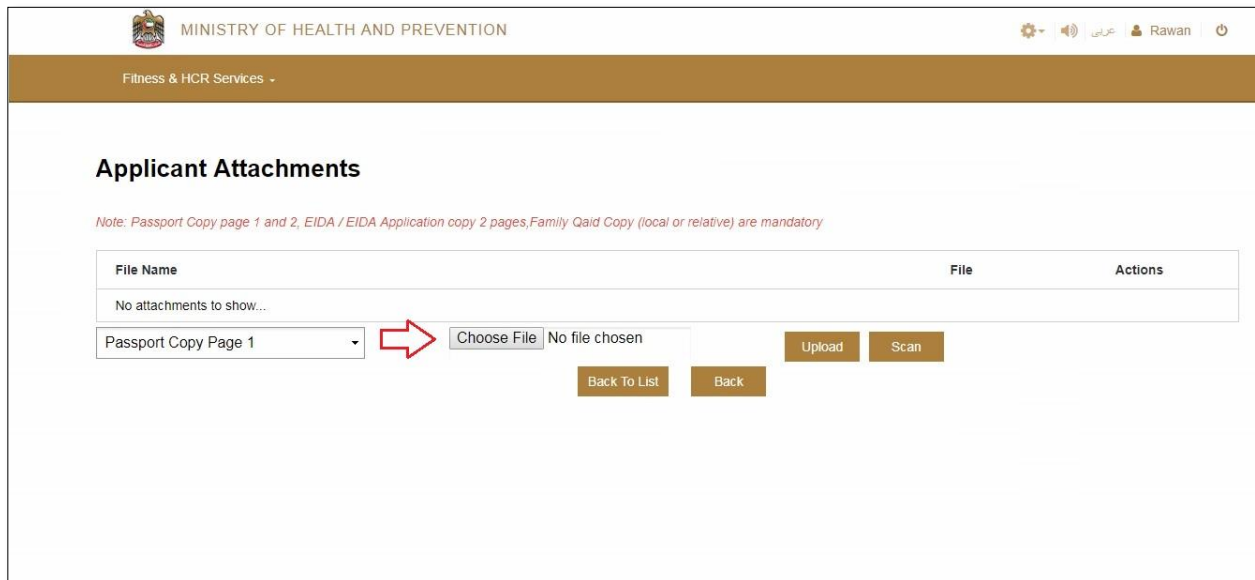 MINISTRY OF HEALTH AND PREVENTION
عربي Rawan
Fitness & HCR Services
Applicant Attachments
Note: Passport Copy page 1 and 2, EIDA / EIDA Application copy 2 pages,Family Qaid Copy (local or relative) are mandatory
File Name File Actions
No attachments to show...
Passport Copy Page 1 Choose File No file chosen Upload Scan
Back To List Back